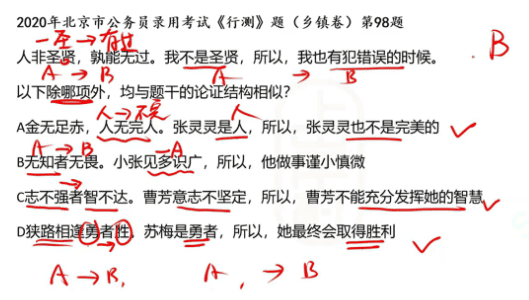 2020年北京市公务员录用考试《行测》题（乡镇卷）第98题
一圣→有过
人非圣贤，孰能无过。我不是圣贤，所以，我也有犯错误的时候。
B
A → B A → B
以下除哪项外，均与题干的论证结构相似？
人→不完 人
A金无足赤，人无完人。张灵灵是人，所以，张灵灵也不是完美的
A → B -A
B无知者无畏。小张见多识广，所以，他做事谨小慎微
C志不强者智不达。曹芳意志不坚定，所以，曹芳不能充分发挥她的智慧
D狭路相逢勇者胜，苏梅是勇者，所以，她最终会取得胜利
A → B, A , → B